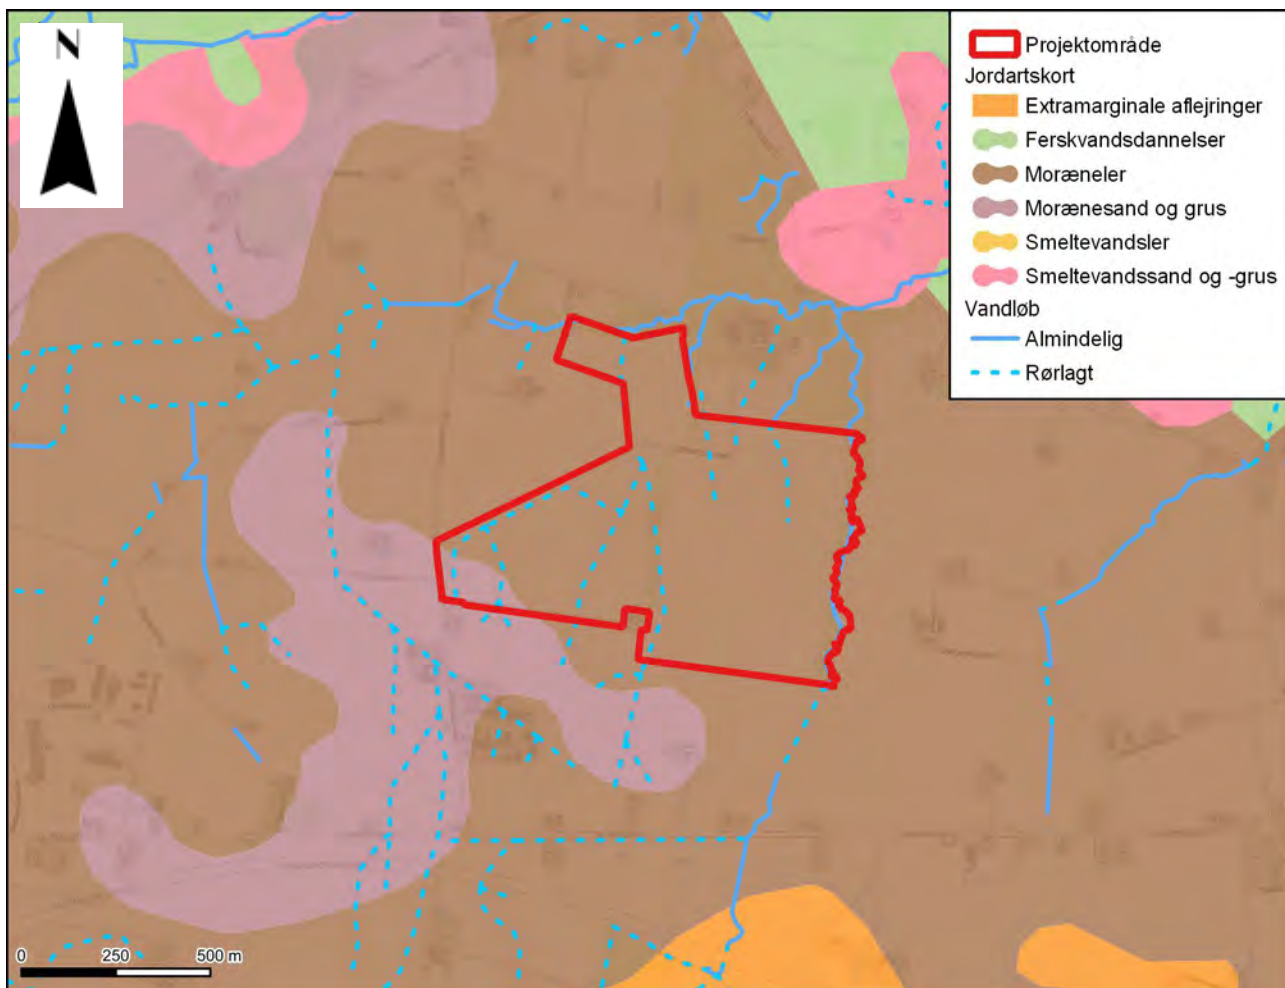 N
Projektområde
Jordartskort
Extramarginale aflejringer
Ferskvandsdannelser
Moræneler
Morænesand og grus
Smeltevandsler
Smeltevandssand og -grus
Vandløb
Almindelig
Rørlagt
0 250 500 m